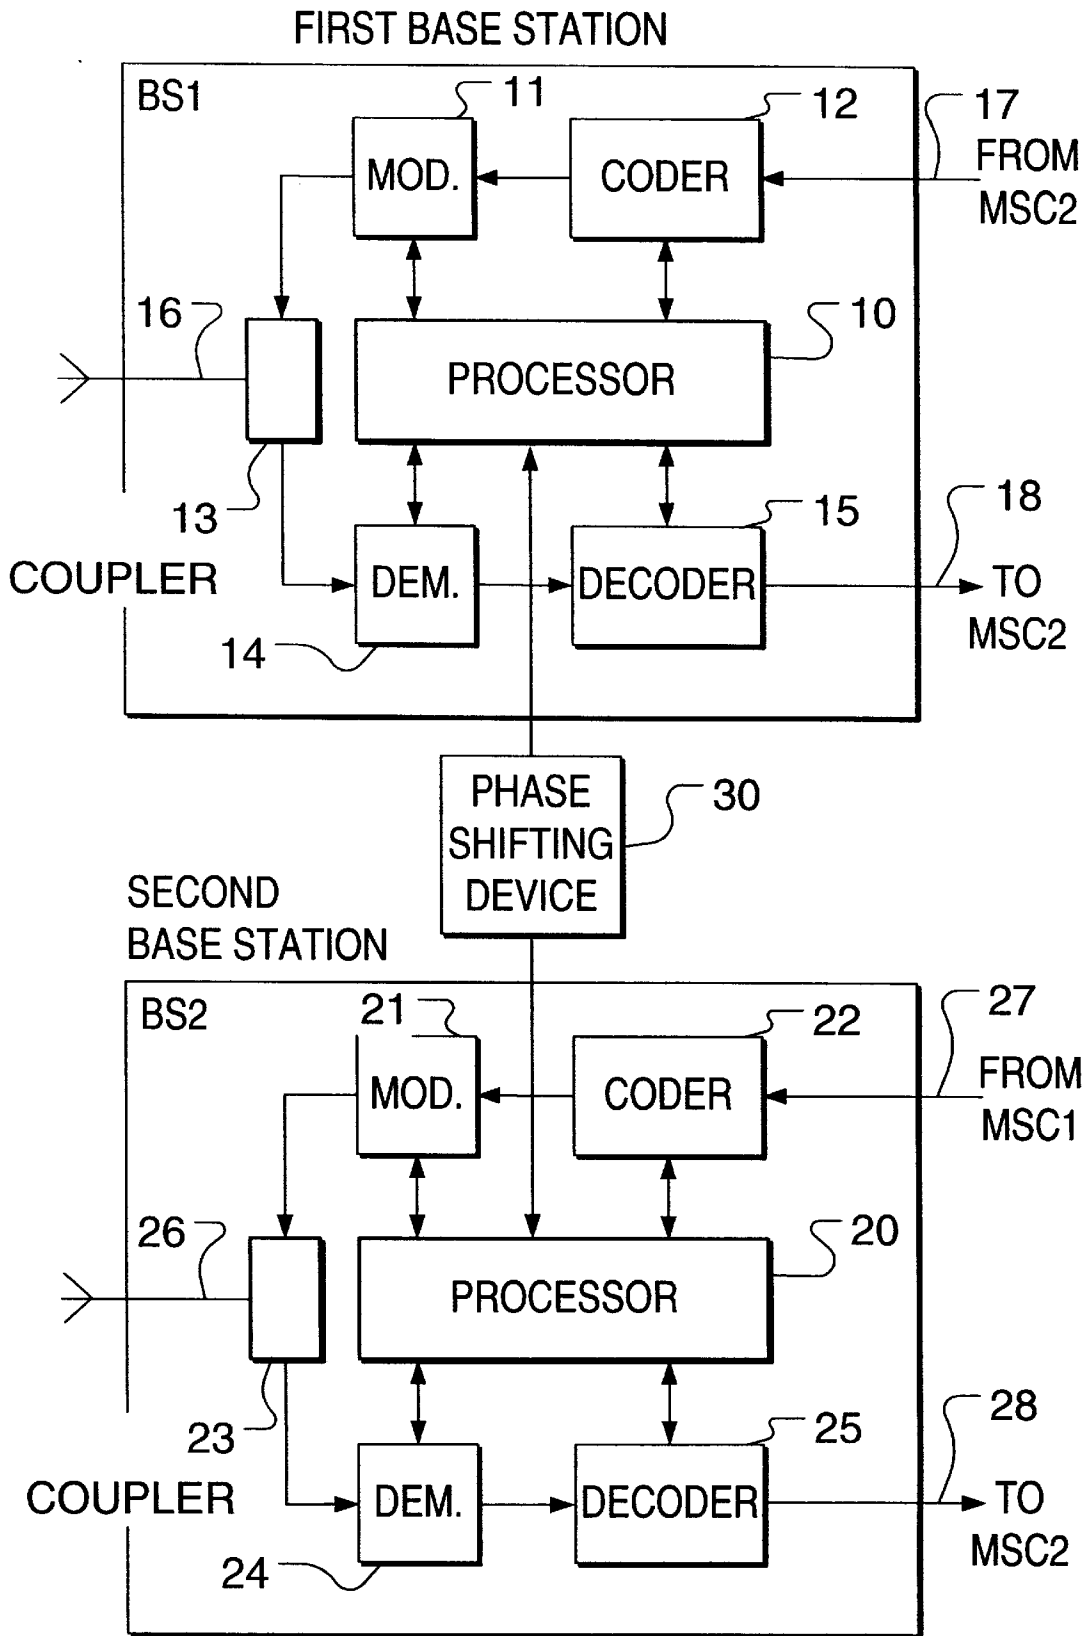 FIRST BASE STATION
BS1
11
12
17
MOD.
CODER
FROM
MSC2
16
10
PROCESSOR
13
15
18
COUPLER
DEM.
DECODER
TO
MSC2
14
PHASE
SHIFTING
DEVICE
30
SECOND
BASE STATION
BS2
21
22
27
MOD.
CODER
FROM
MSC1
26
20
PROCESSOR
23
25
28
COUPLER
DEM.
DECODER
TO
MSC2
24